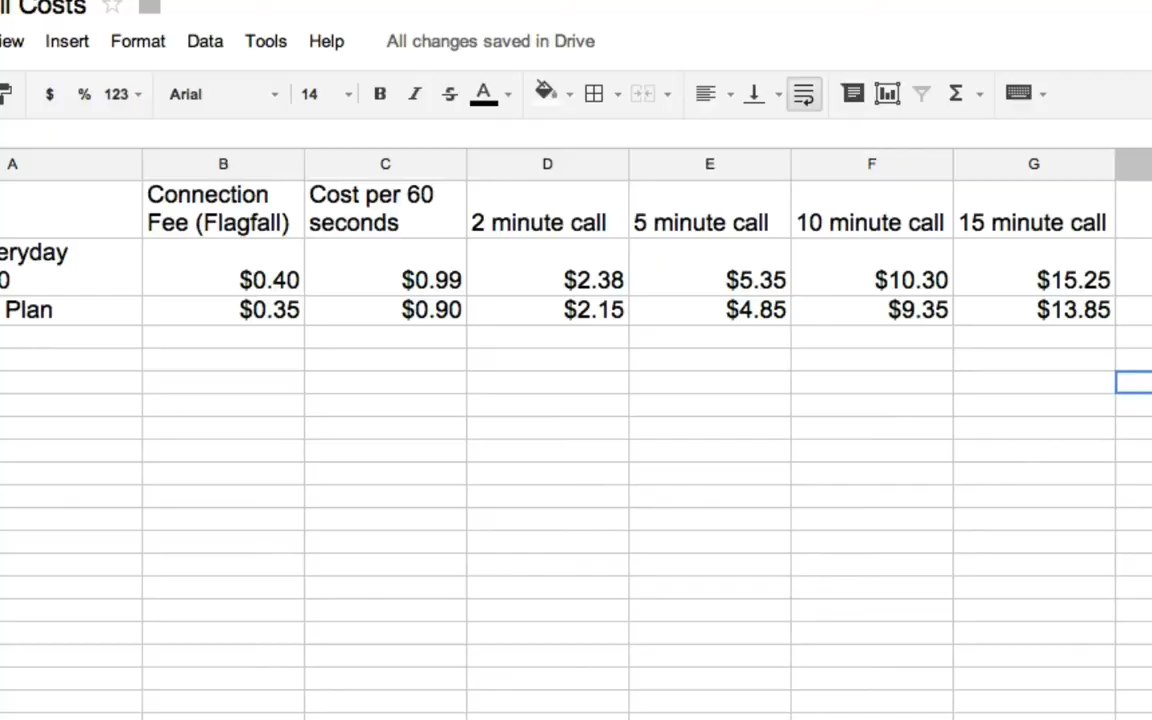 ll Costs
iew Insert Format Data Tools Help All changes saved in Drive
$ % 123 Arial 14 B I S A Σ
A B C D E F G
Connection Fee (Flagfall) Cost per 60 seconds 2 minute call 5 minute call 10 minute call 15 minute call
eryday 0 $0.40 $0.99 $2.38 $5.35 $10.30 $15.25
Plan $0.35 $0.90 $2.15 $4.85 $9.35 $13.85